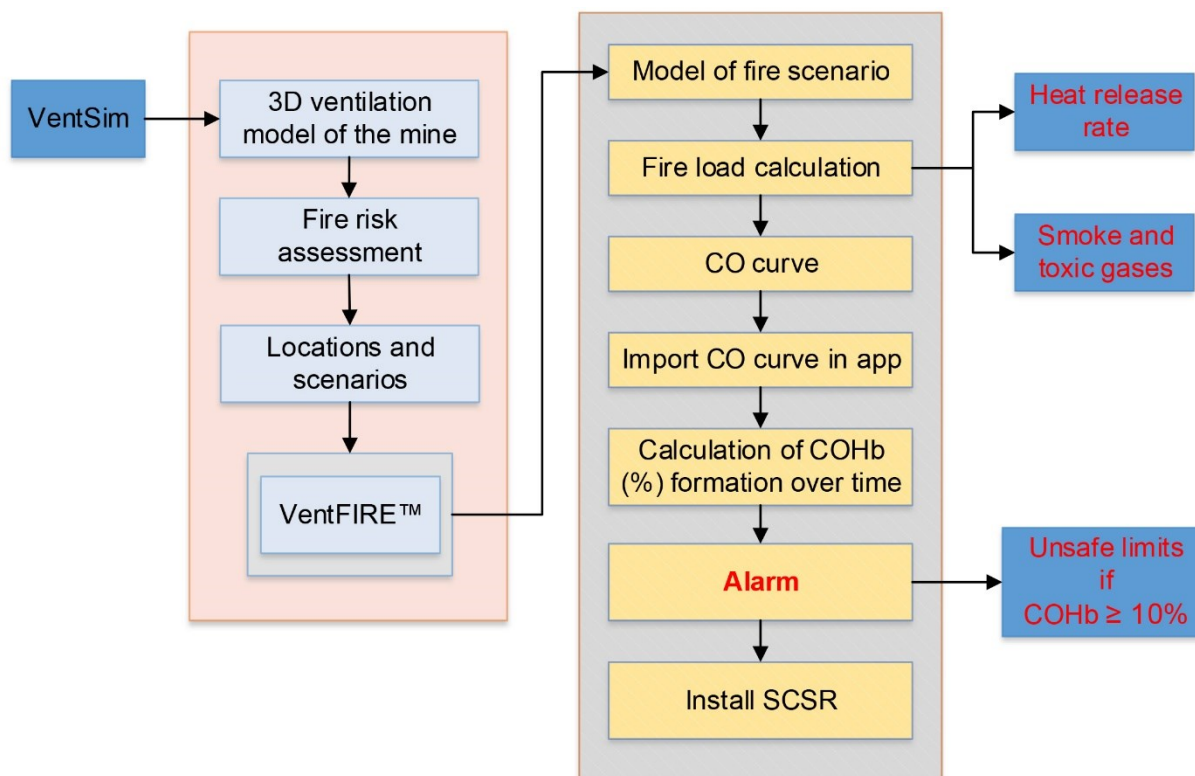 VentSim
3D ventilation
model of the mine
Fire risk
assessment
Locations and
scenarios
VentFIRE™
Model of fire scenario
Fire load calculation
Heat release
rate
Smoke and
toxic gases
CO curve
Import CO curve in app
Calculation of COHb
(%) formation over time
Alarm
Unsafe limits
if
COHb ≥ 10%
Install SCSR